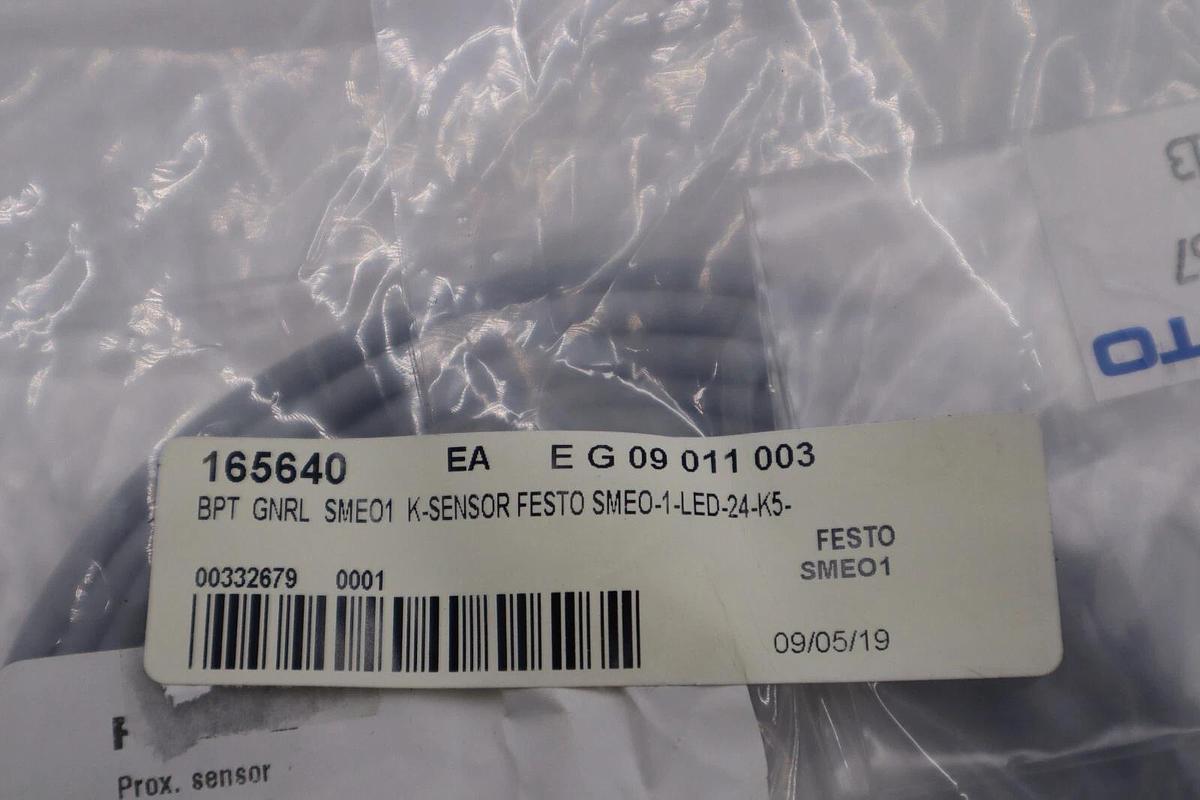 165640 EA E G 09 011 003
BPT GNRL SME01 K-SENSOR FESTO SMEO-1-LED-24-K5-
FESTO
SMEO1
00332679 0001
09/05/19
Prox. sensor